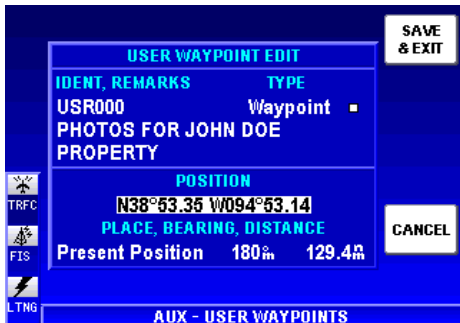 SAVE
& EXIT
USER WAYPOINT EDIT
IDENT, REMARKS TYPE
USR000 Waypoint
PHOTOS FOR JOHN DOE
PROPERTY
POSITION
N38°53.35 W094°53.14
PLACE, BEARING, DISTANCE
Present Position 180°m 129.4nm
CANCEL
TRFC
FIS
LTNG
AUX - USER WAYPOINTS